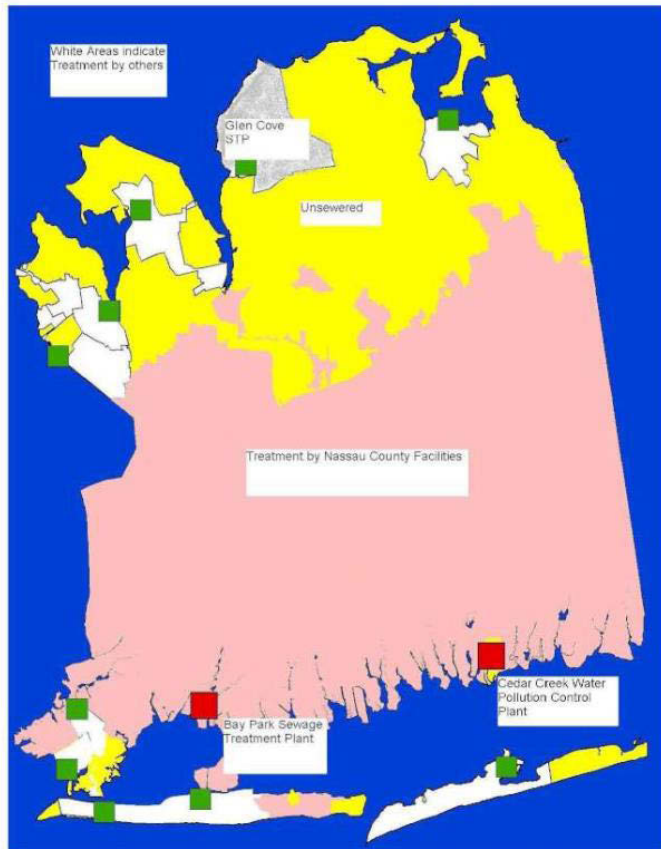 White Areas indicate
Treatment by others
Glen Cove
STP
Unsewered
Treatment by Nassau County Facilities
Cedar Creek Water
Pollution Control
Plant
Bay Park Sewage
Treatment Plant